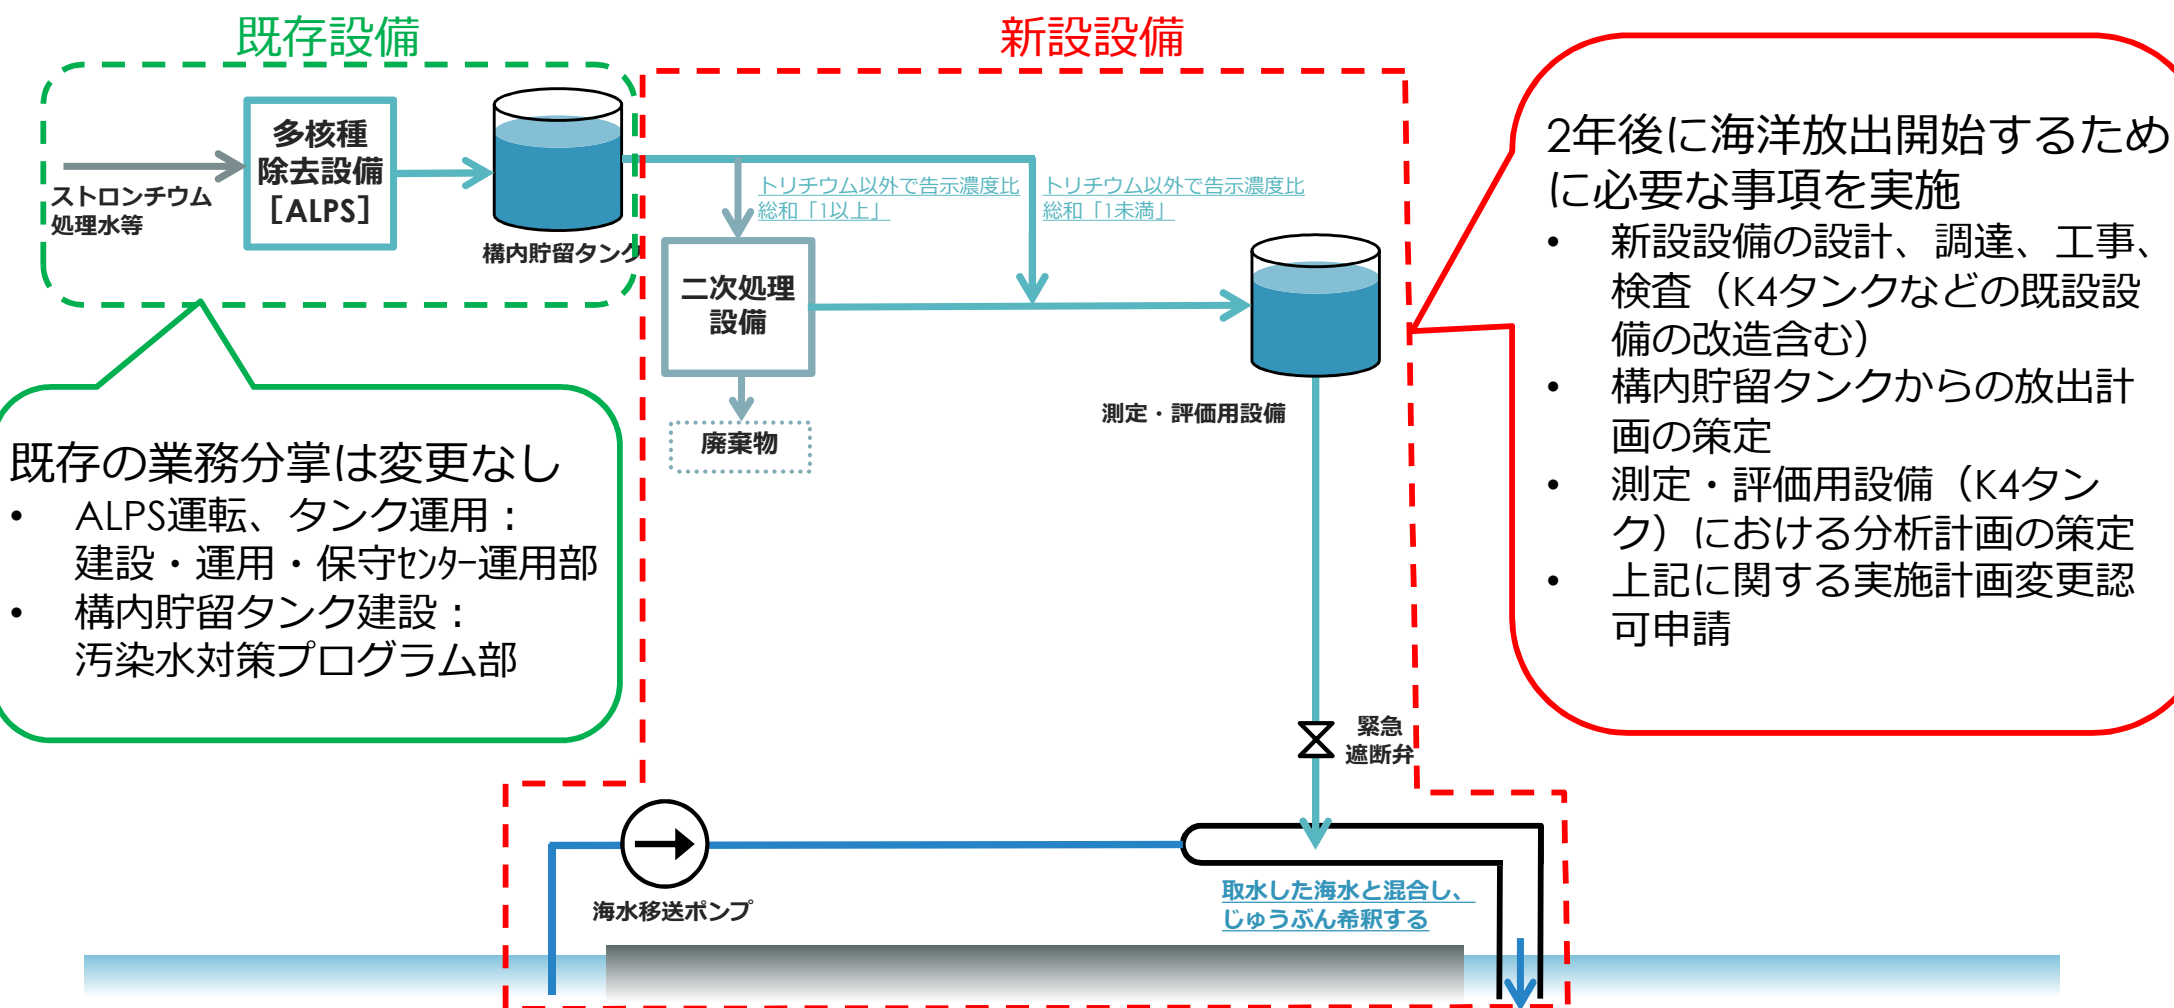 既存設備
新設設備
多核種
除去設備
［ALPS］
ストロンチウム
処理水等
構内貯留タンク
トリチウム以外で告示濃度比
総和「1以上」
トリチウム以外で告示濃度比
総和「1未満」
二次処理
設備
廃棄物
測定・評価用設備
緊急
遮断弁
海水移送ポンプ
取水した海水と混合し、
じゅうぶん希釈する
既存の業務分掌は変更なし
• ALPS運転、タンク運用：
建設・運用・保守ｾﾝﾀｰ運用部
• 構内貯留タンク建設：
汚染水対策プログラム部
2年後に海洋放出開始するため
に必要な事項を実施
• 新設設備の設計、調達、工事、
検査（K4タンクなどの既設設
備の改造含む）
• 構内貯留タンクからの放出計
画の策定
• 測定・評価用設備（K4タン
ク）における分析計画の策定
• 上記に関する実施計画変更認
可申請